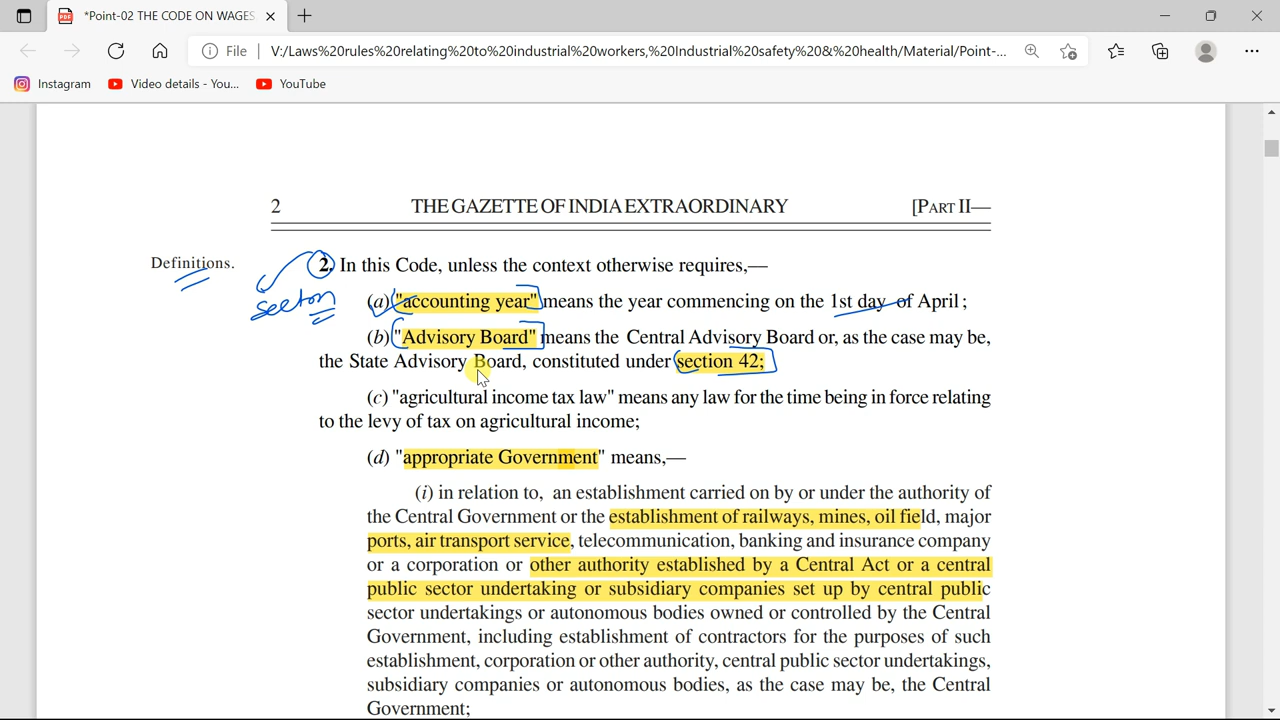 *Point-02 THE CODE ON WAGES,
File V:/Laws%20rules%20relating%20to%20industrial%20workers,%20Industrial%20safety%20&%20health/Material/Point-...
Instagram Video details - You... YouTube
2 THE GAZETTE OF INDIA EXTRAORDINARY [PART II—
Definitions. 2. In this Code, unless the context otherwise requires,—
section
(a) "accounting year" means the year commencing on the 1st day of April ;
(b) "Advisory Board" means the Central Advisory Board or, as the case may be,
the State Advisory Board, constituted under section 42;
(c) "agricultural income tax law" means any law for the time being in force relating
to the levy of tax on agricultural income;
(d) "appropriate Government" means,—
(i) in relation to, an establishment carried on by or under the authority of
the Central Government or the establishment of railways, mines, oil field, major
ports, air transport service, telecommunication, banking and insurance company
or a corporation or other authority established by a Central Act or a central
public sector undertaking or subsidiary companies set up by central public
sector undertakings or autonomous bodies owned or controlled by the Central
Government, including establishment of contractors for the purposes of such
establishment, corporation or other authority, central public sector undertakings,
subsidiary companies or autonomous bodies, as the case may be, the Central
Government;